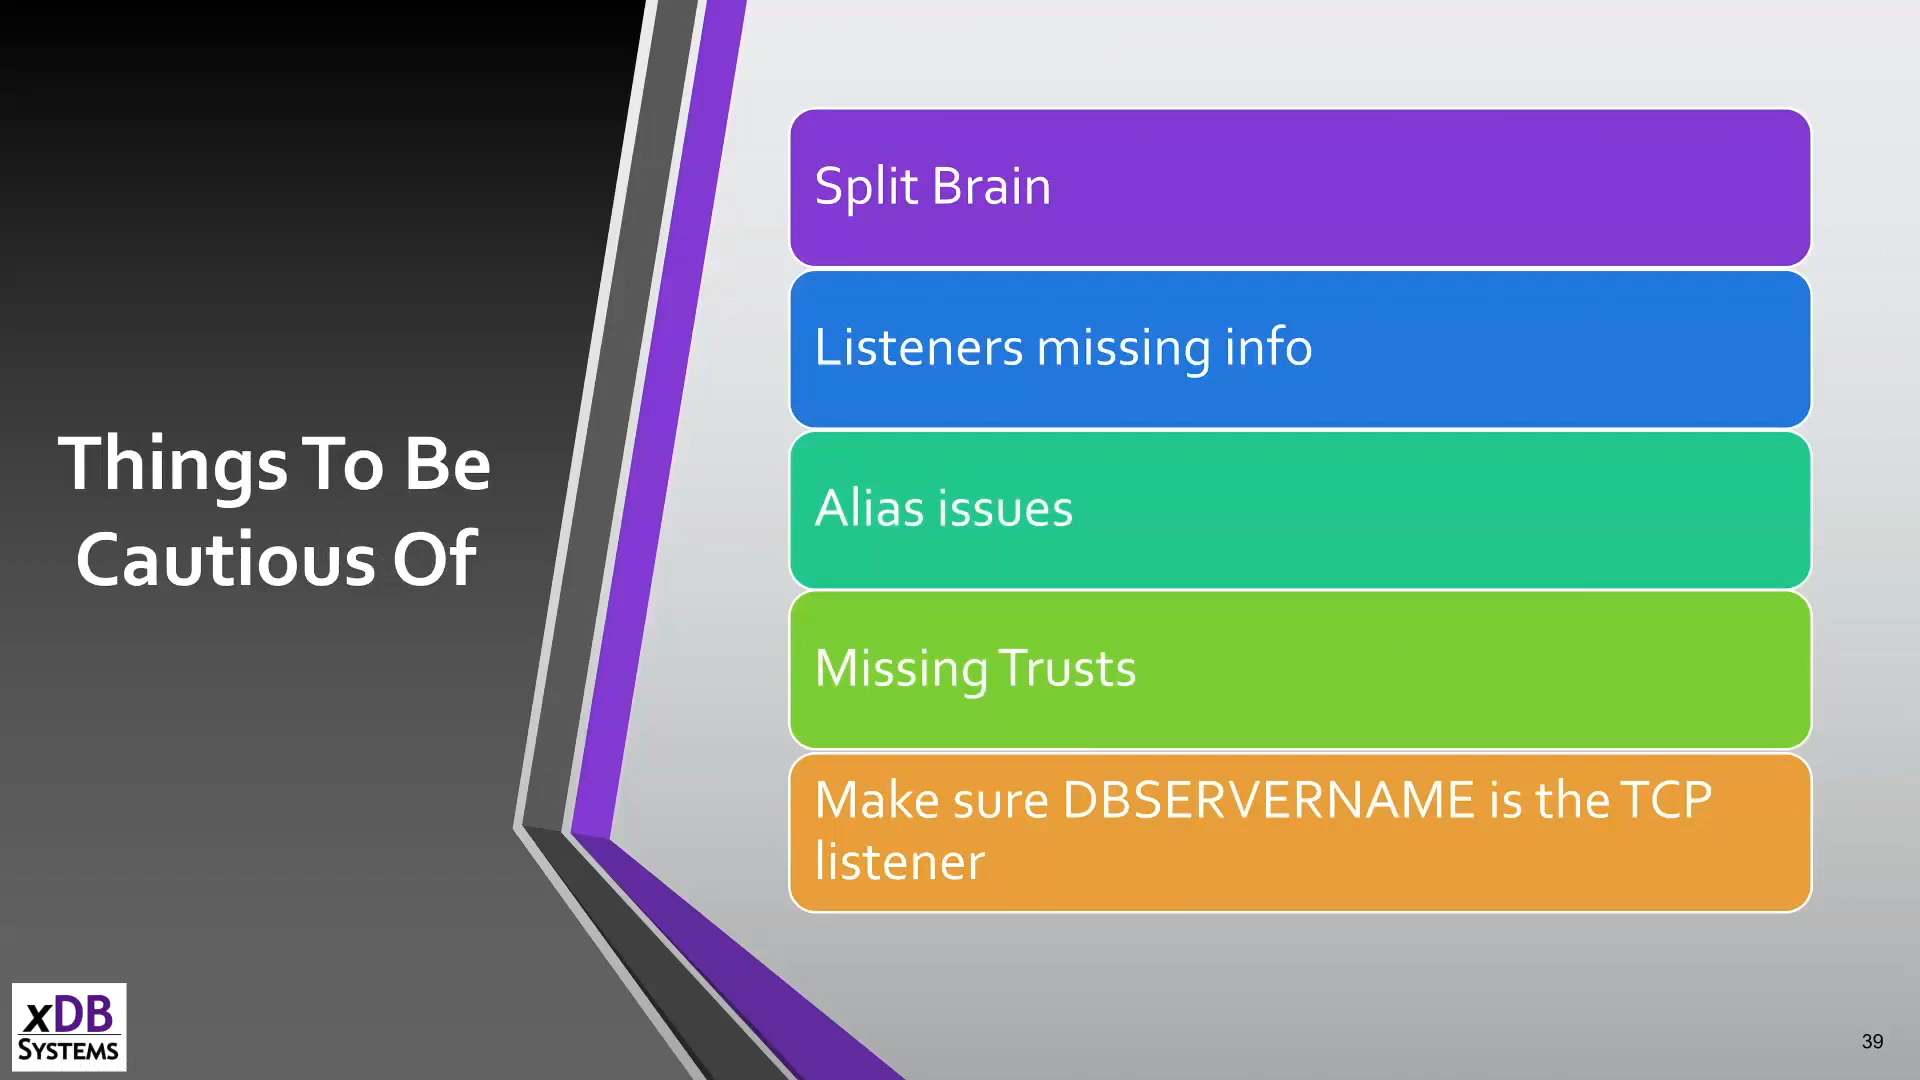 Things To Be
Cautious Of
Split Brain
Listeners missing info
Alias issues
Missing Trusts
Make sure DBSERVERNAME is the TCP
listener
xDB
SYSTEMS
39